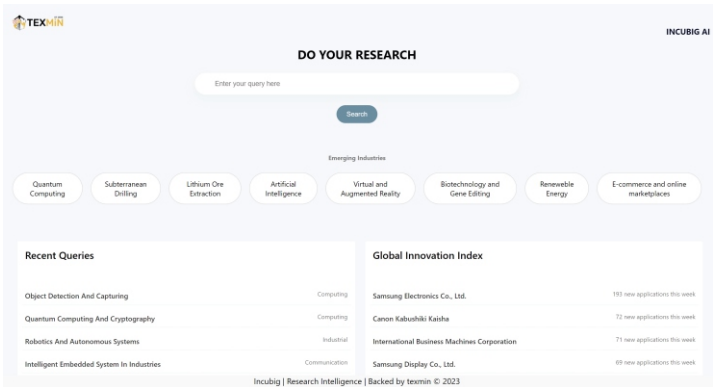 TEXMiN
INCUBIG AI
DO YOUR RESEARCH
Enter your query here
Search
Emerging Industries
Quantum
Computing
Subterranean
Drilling
Lithium Ore
Extraction
Artificial
Intelligence
Virtual and
Augmented Reality
Biotechnology and
Gene Editing
Reneweble
Energy
E-commerce and online
marketplaces
Recent Queries
Object Detection And Capturing Computing
Quantum Computing And Cryptography Computing
Robotics And Autonomous Systems Industrial
Intelligent Embedded System In Industries Communication
Global Innovation Index
Samsung Electronics Co., Ltd. 193 new applications this week
Canon Kabushiki Kaisha 72 new applications this week
International Business Machines Corporation 71 new applications this week
Samsung Display Co., Ltd. 69 new applications this week
Incubig | Research Intelligence | Backed by texmin © 2023